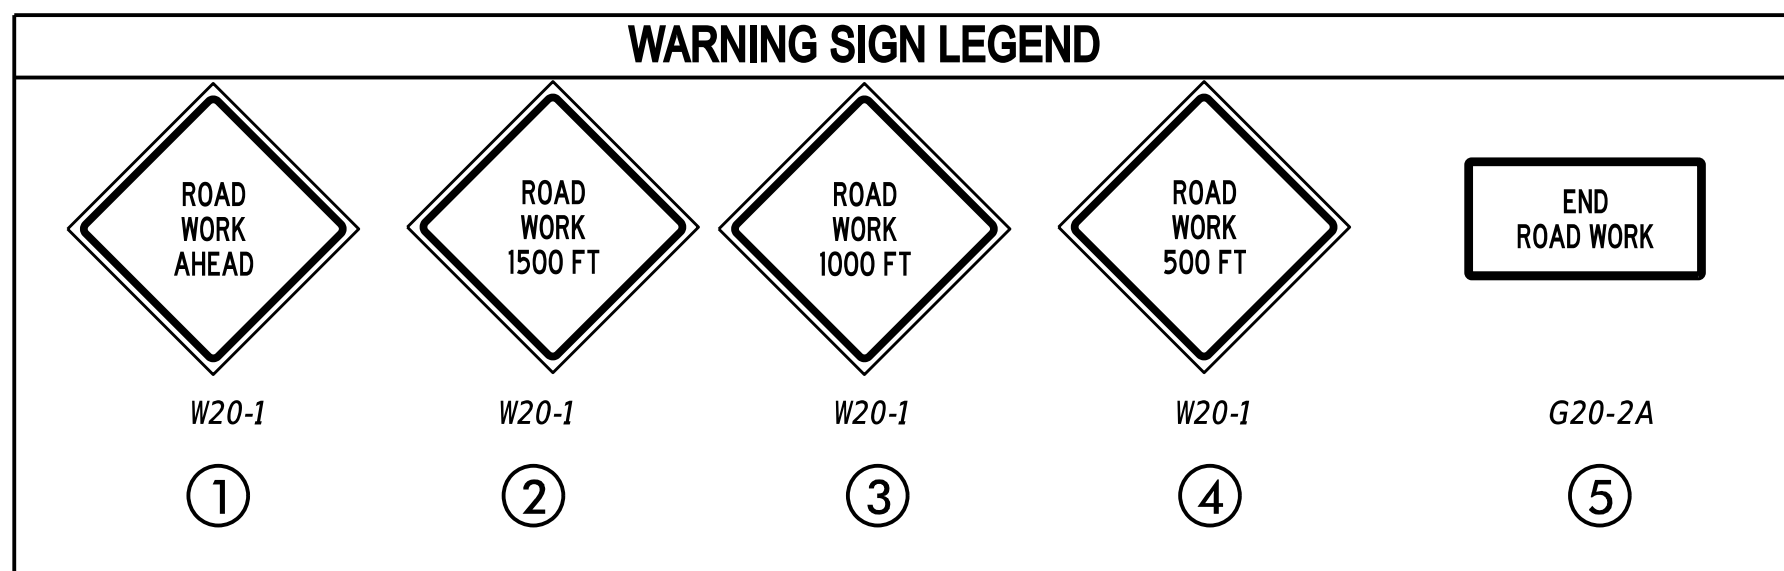 WARNING SIGN LEGEND
ROAD
WORK
AHEAD
ROAD
WORK
1500 FT
ROAD
WORK
1000 FT
ROAD
WORK
500 FT
END
ROAD WORK
W20-1
W20-1
W20-1
W20-1
G20-2A
1
2
3
4
5